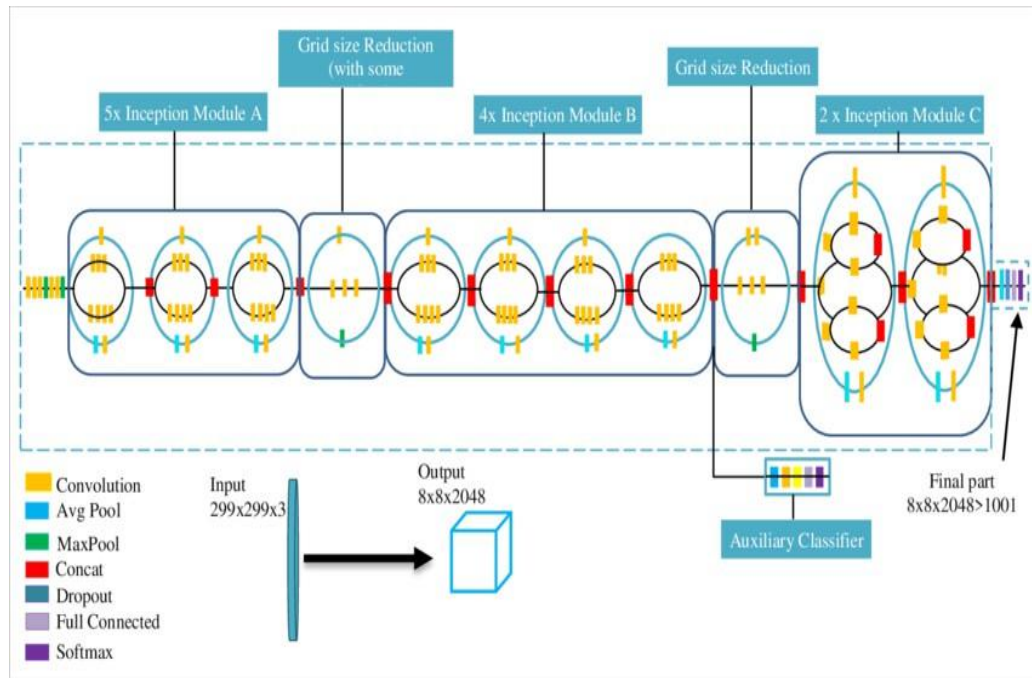 Grid size Reduction
(with some
Grid size Reduction
5x Inception Module A
4x Inception Module B
2 x Inception Module C
Convolution
Avg Pool
MaxPool
Concat
Dropout
Full Connected
Softmax
Input
299x299x3
Output
8x8x2048
Auxiliary Classifier
Final part
8x8x2048>1001